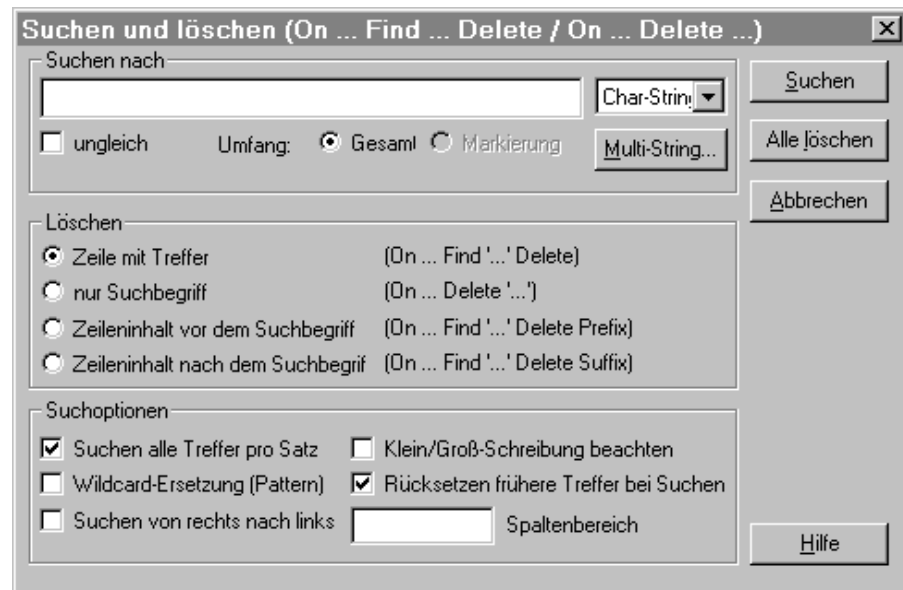 Suchen und löschen (On ... Find ... Delete / On ... Delete ...)
Suchen nach
Char-String
Suchen
ungleich Umfang: Gesamt Markierung
Multi-String...
Alle löschen
Abbrechen
Löschen
Zeile mit Treffer (On ... Find '...' Delete)
nur Suchbegriff (On ... Delete '...')
Zeileninhalt vor dem Suchbegriff (On ... Find '...' Delete Prefix)
Zeileninhalt nach dem Suchbegrif (On ... Find '...' Delete Suffix)
Suchoptionen
Suchen alle Treffer pro Satz Klein/Groß-Schreibung beachten
Wildcard-Ersetzung (Pattern) Rücksetzen frühere Treffer bei Suchen
Suchen von rechts nach links Spaltenbereich
Hilfe